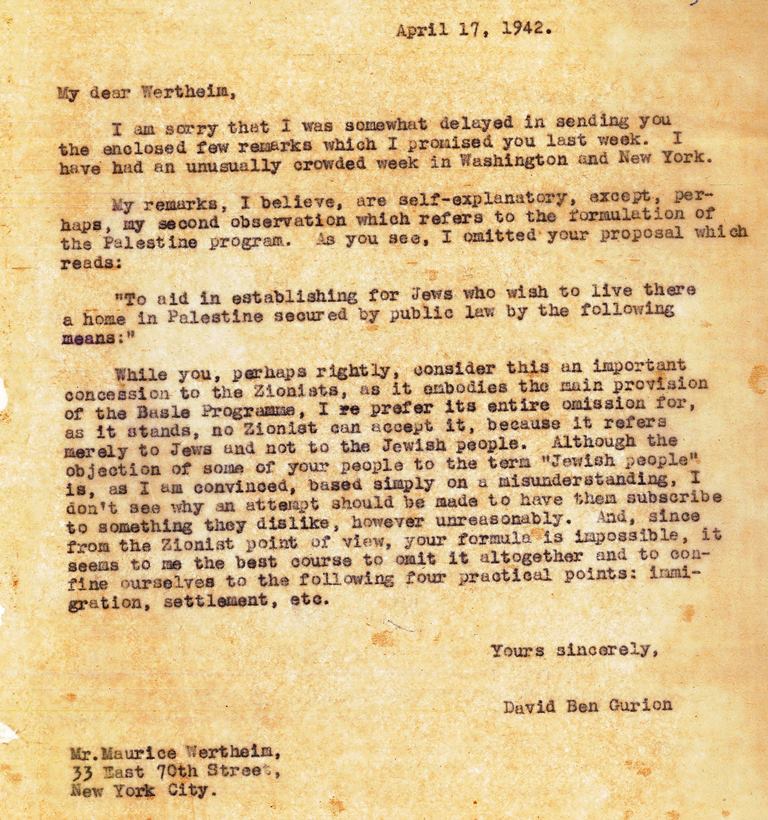 April 17, 1942.
My dear Wertheim,
I am sorry that I was somewhat delayed in sending you
the enclosed few remarks which I promised you last week. I
have had an unusually crowded week in Washington and New York.
My remarks, I believe, are self-explanatory, except, per-
haps, my second observation which refers to the formulation of
the Palestine program. As you see, I omitted your proposal which
reads:
"To aid in establishing for Jews who wish to live there
a home in Palestine secured by public law by the following
means:"
While you, perhaps rightly, consider this an important
concession to the Zionists, as it embodies the main provision
of the Basle Programme, I re prefer its entire omission for,
as it stands, no Zionist can accept it, because it refers
merely to Jews and not to the Jewish people. Although the
objection of some of your people to the term "Jewish people"
is, as I am convinced, based simply on a misunderstanding, I
don't see why an attempt should be made to have them subscribe
to something they dislike, however unreasonably. And, since
from the Zionist point of view, your formula is impossible, it
seems to me the best course to omit it altogether and to con-
fine ourselves to the following four practical points: immi-
gration, settlement, etc.
Yours sincerely,
David Ben Gurion
Mr.Maurice Wertheim,
33 East 70th Street,
New York City.